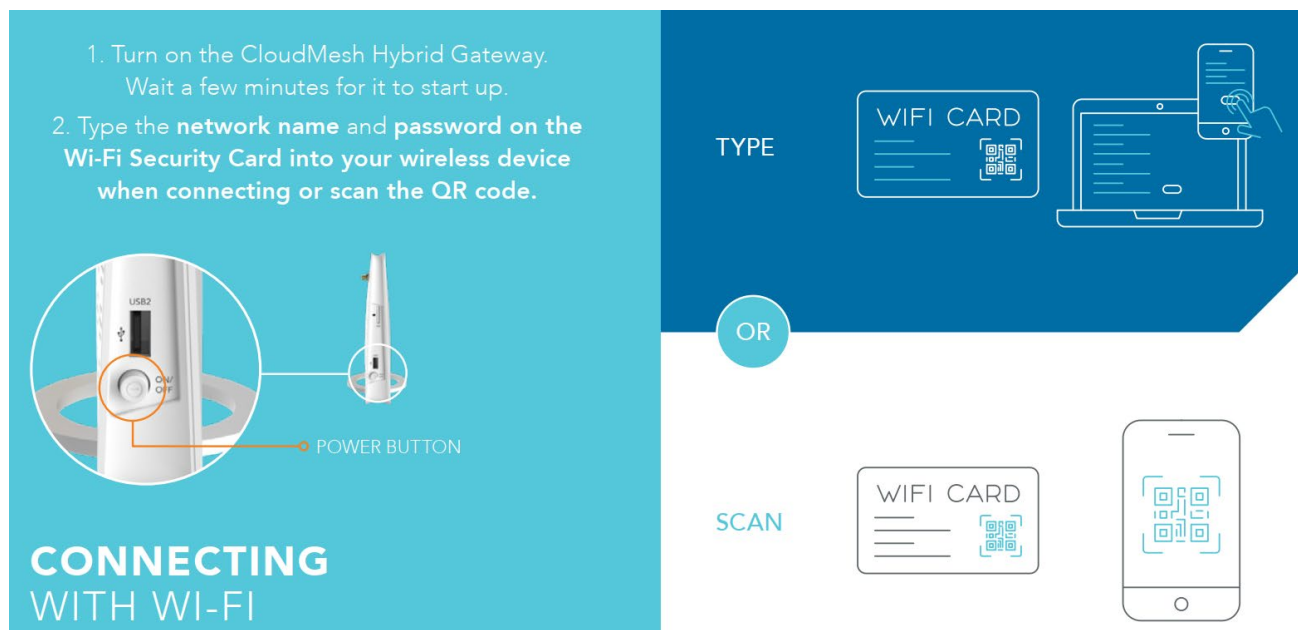 1. Turn on the CloudMesh Hybrid Gateway.
Wait a few minutes for it to start up.
2. Type the network name and password on the
Wi-Fi Security Card into your wireless device
when connecting or scan the QR code.
USB2
ON/
OFF
POWER BUTTON
CONNECTING
WITH WI-FI
TYPE
WIFI CARD
OR
SCAN
WIFI CARD